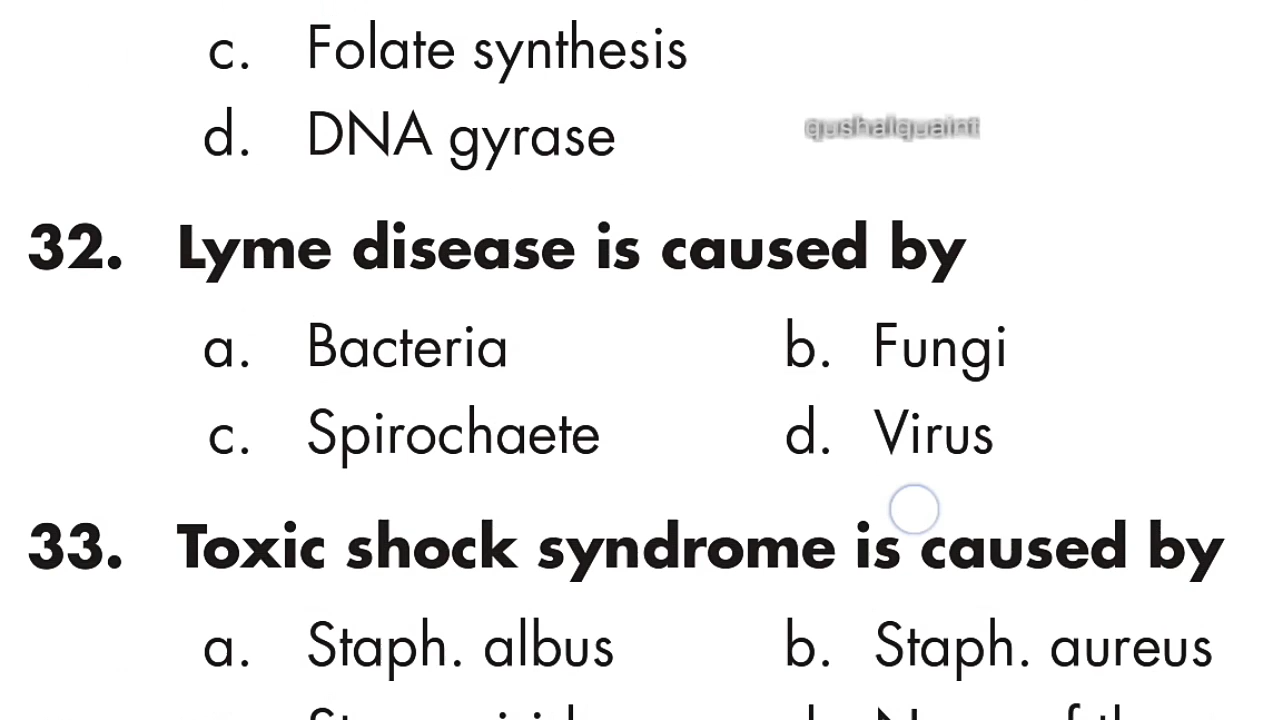 c. Folate synthesis
d. DNA gyrase
qushalquaint
32. Lyme disease is caused by
a. Bacteria b. Fungi
c. Spirochaete d. Virus
33. Toxic shock syndrome is caused by
a. Staph. albus b. Staph. aureus